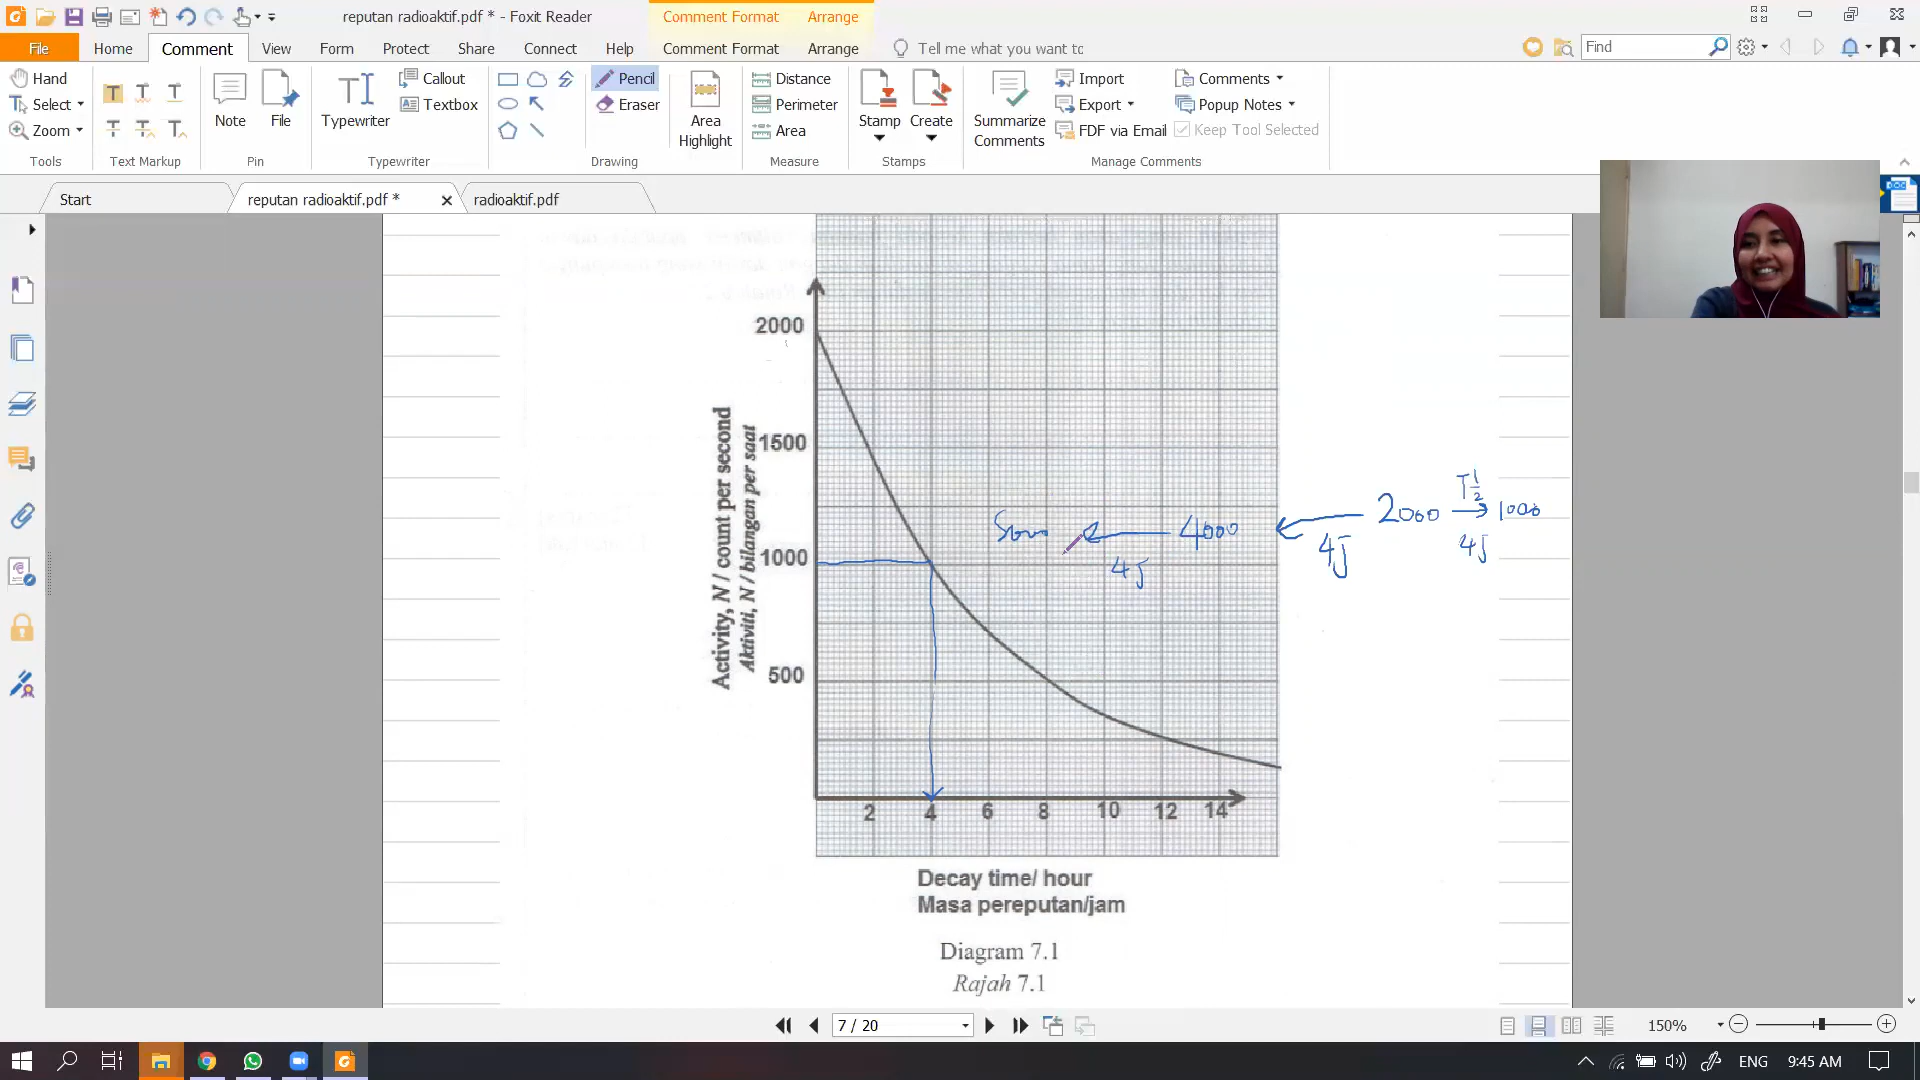 reputan radioaktif.pdf * - Foxit Reader
Comment Format
Arrange
File
Home
Comment
View
Form
Protect
Share
Connect
Help
Comment Format
Arrange
Tell me what you want to
Find
Hand
Select
Zoom
Tools
Text Markup
Note
File
Pin
Typewriter
Callout
Textbox
Typewriter
Pencil
Eraser
Drawing
Area
Highlight
Distance
Perimeter
Area
Measure
Stamp
Create
Stamps
Summarize
Comments
Import
Export
FDF via Email
Comments
Popup Notes
Keep Tool Selected
Manage Comments
Start
reputan radioaktif.pdf *
radioaktif.pdf
DOC
Activity, N / count per second
Aktiviti, N / bilangan per saat
2000
1500
1000
500
2 4 6 8 10 12 14
4000
4j
4j
2000
T 1/2
1000
4j
Decay time/ hour
Masa pereputan/jam
Diagram 7.1
Rajah 7.1
7 / 20
150%
ENG
9:45 AM